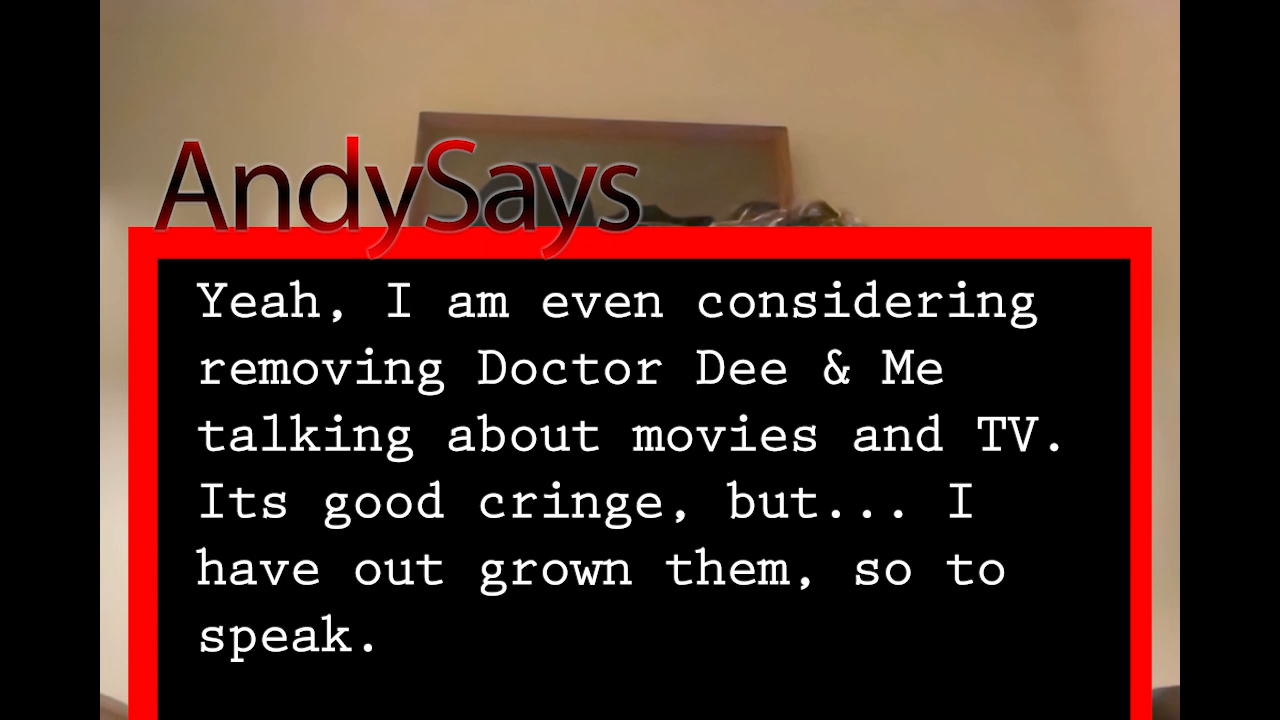 AndySays
Yeah, I am even considering
removing Doctor Dee & Me
talking about movies and TV.
Its good cringe, but... I
have out grown them, so to
speak.